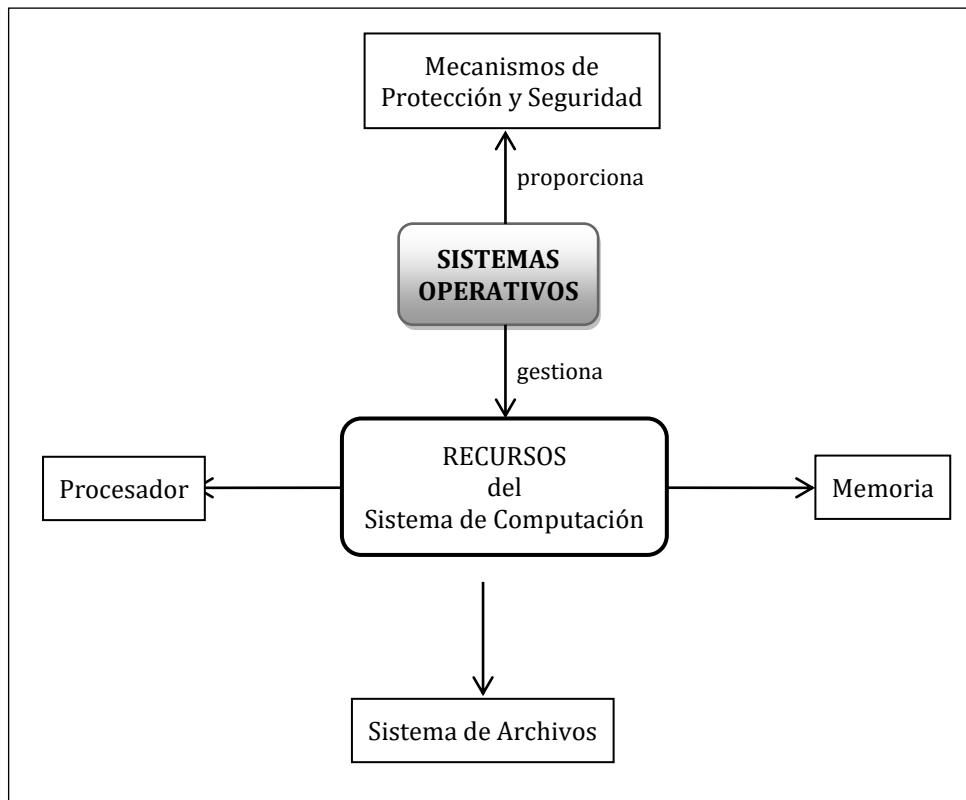 Mecanismos de
Protección y Seguridad
proporciona
SISTEMAS
OPERATIVOS
gestiona
RECURSOS
del
Sistema de Computación
Procesador
Memoria
Sistema de Archivos